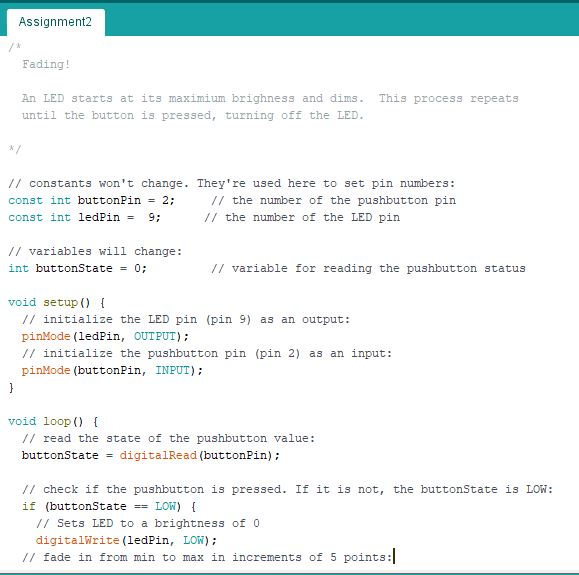 Assignment2
/*
  Fading!
  An LED starts at its maximium brighness and dims.  This process repeats
  until the button is pressed, turning off the LED.
*/
// constants won't change. They're used here to set pin numbers:
const int buttonPin = 2;     // the number of the pushbutton pin
const int ledPin =  9;      // the number of the LED pin
// variables will change:
int buttonState = 0;         // variable for reading the pushbutton status
void setup() {
  // initialize the LED pin (pin 9) as an output:
  pinMode(ledPin, OUTPUT);
  // initialize the pushbutton pin (pin 2) as an input:
  pinMode(buttonPin, INPUT);
}
void loop() {
  // read the state of the pushbutton value:
  buttonState = digitalRead(buttonPin);
  // check if the pushbutton is pressed. If it is not, the buttonState is LOW:
  if (buttonState == LOW) {
    // Sets LED to a brightness of 0
    digitalWrite(ledPin, LOW);
  // fade in from min to max in increments of 5 points: